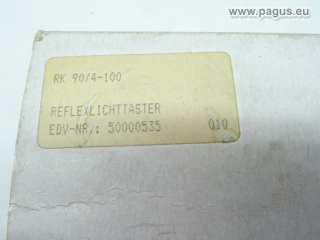 www.pagus.eu
RK 90/4-100
REFLEXLICHTTASTER
EDV-NR.: 50000535 010